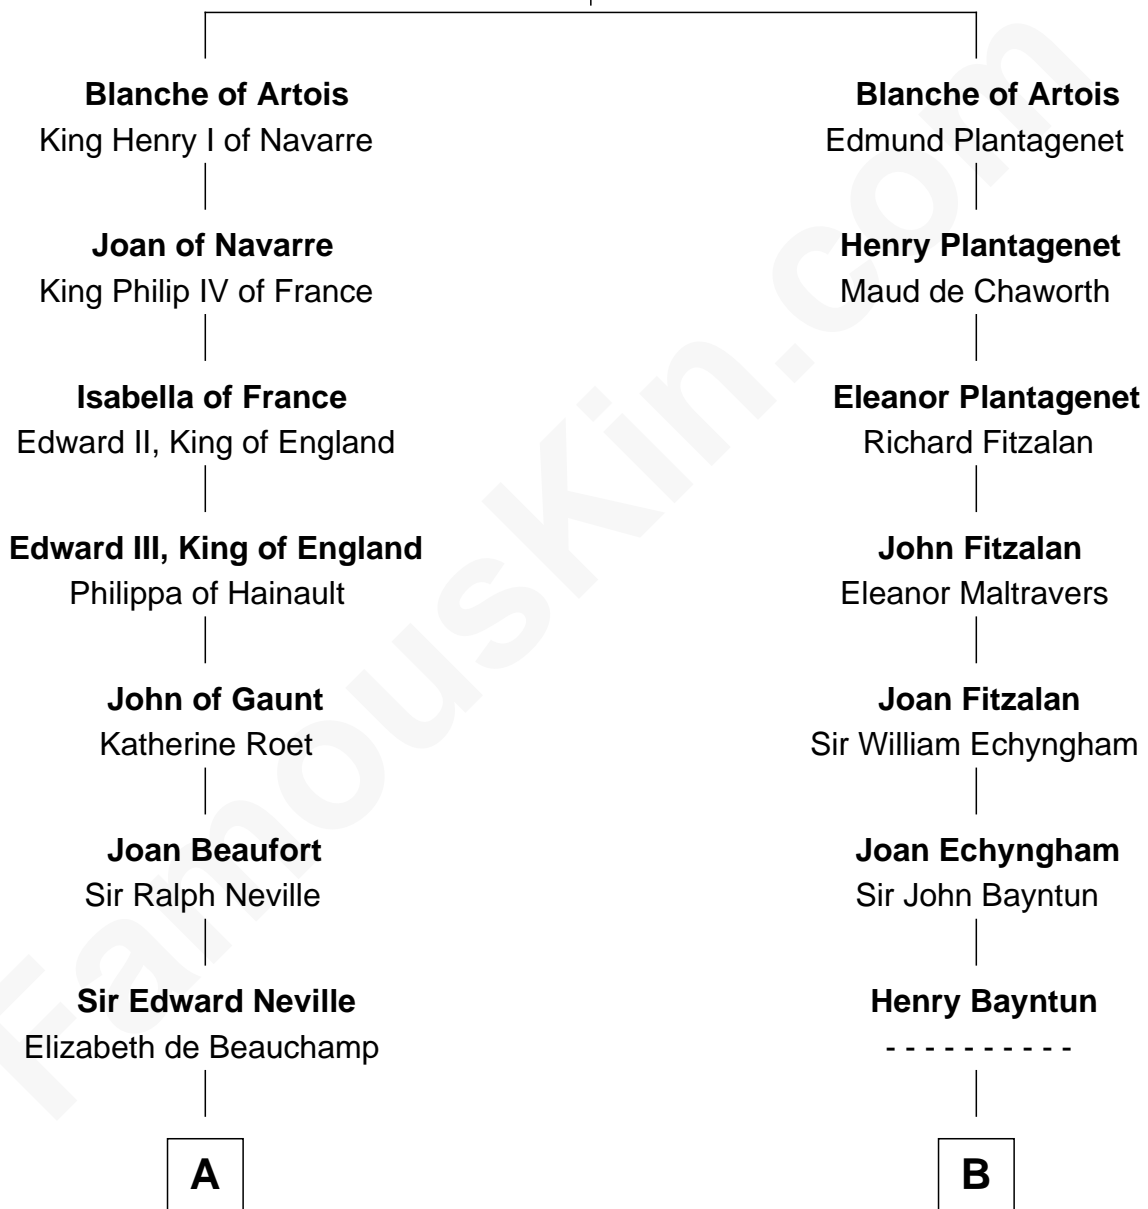 Blanche of Artois
King Henry I of Navarre
Joan of Navarre
King Philip IV of France
Isabella of France
Edward II, King of England
Edward III, King of England
Philippa of Hainault
John of Gaunt
Katherine Roet
Joan Beaufort
Sir Ralph Neville
Sir Edward Neville
Elizabeth de Beauchamp
A
Blanche of Artois
Edmund Plantagenet
Henry Plantagenet
Maud de Chaworth
Eleanor Plantagenet
Richard Fitzalan
John Fitzalan
Eleanor Maltravers
Joan Fitzalan
Sir William Echyngham
Joan Echyngham
Sir John Bayntun
Henry Bayntun
- - - - - - - - - -
B
FamousKin.com